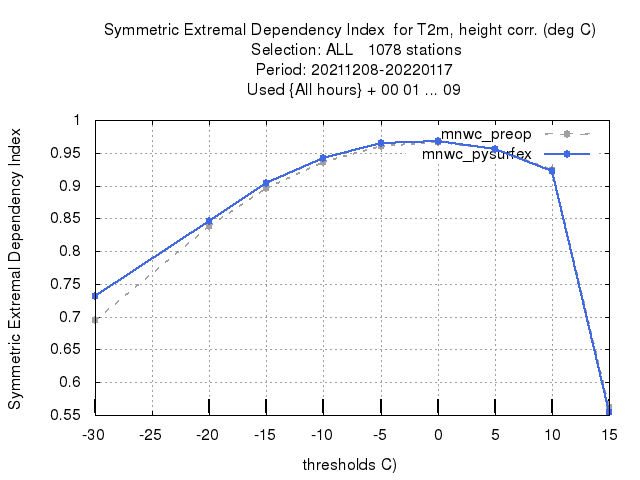 Symmetric Extremal Dependency Index  for T2m, height corr. (deg C)
Selection: ALL   1078 stations
Period: 20211208-20220117
Used {All hours} + 00 01 ... 09
mnwc_preop
mnwc_pysurfex
Symmetric Extremal Dependency Index
1
0.95
0.9
0.85
0.8
0.75
0.7
0.65
0.6
0.55
-30 -25 -20 -15 -10 -5 0 5 10 15
thresholds C)